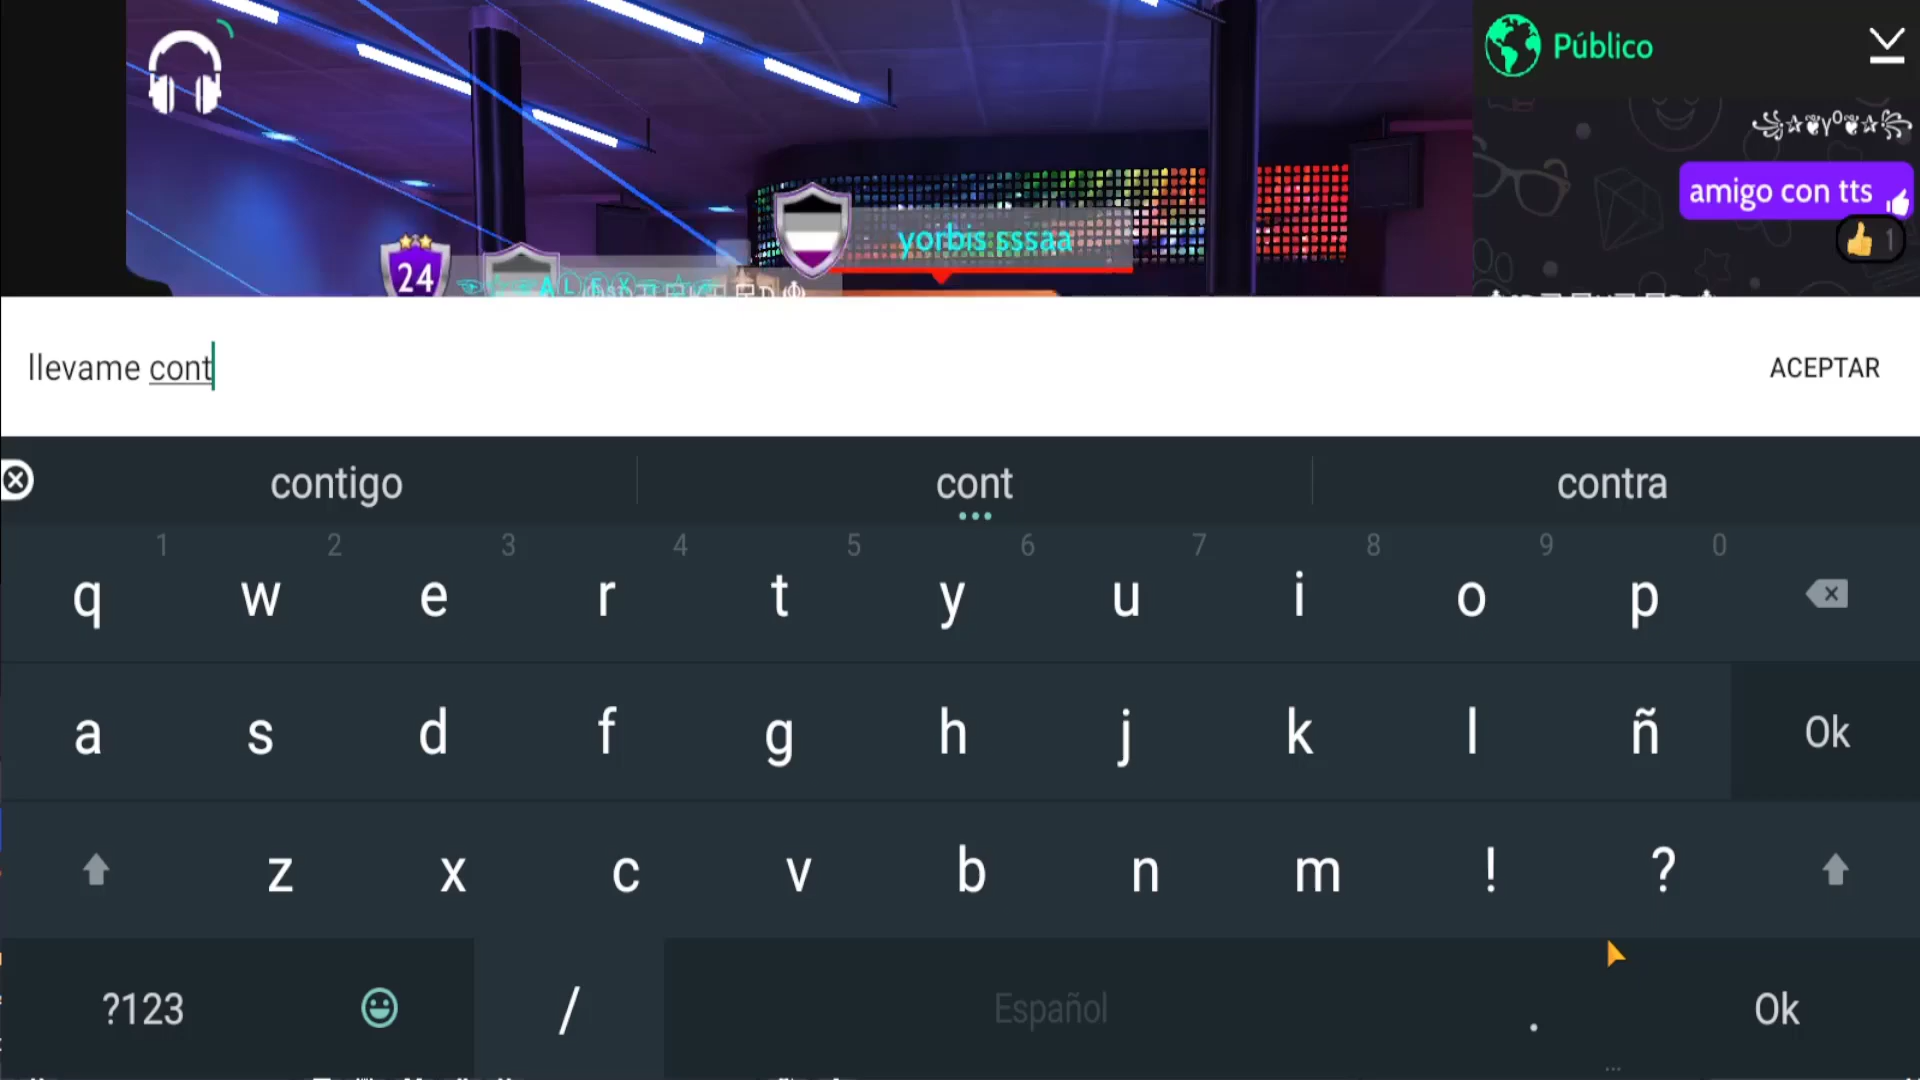 Público
amigo con tts
1
yorbis sssaa
24
llevame cont
ACEPTAR
contigo cont contra
1 2 3 4 5 6 7 8 9 0
q w e r t y u i o p
a s d f g h j k l ñ Ok
z x c v b n m ! ?
?123 / Español . Ok